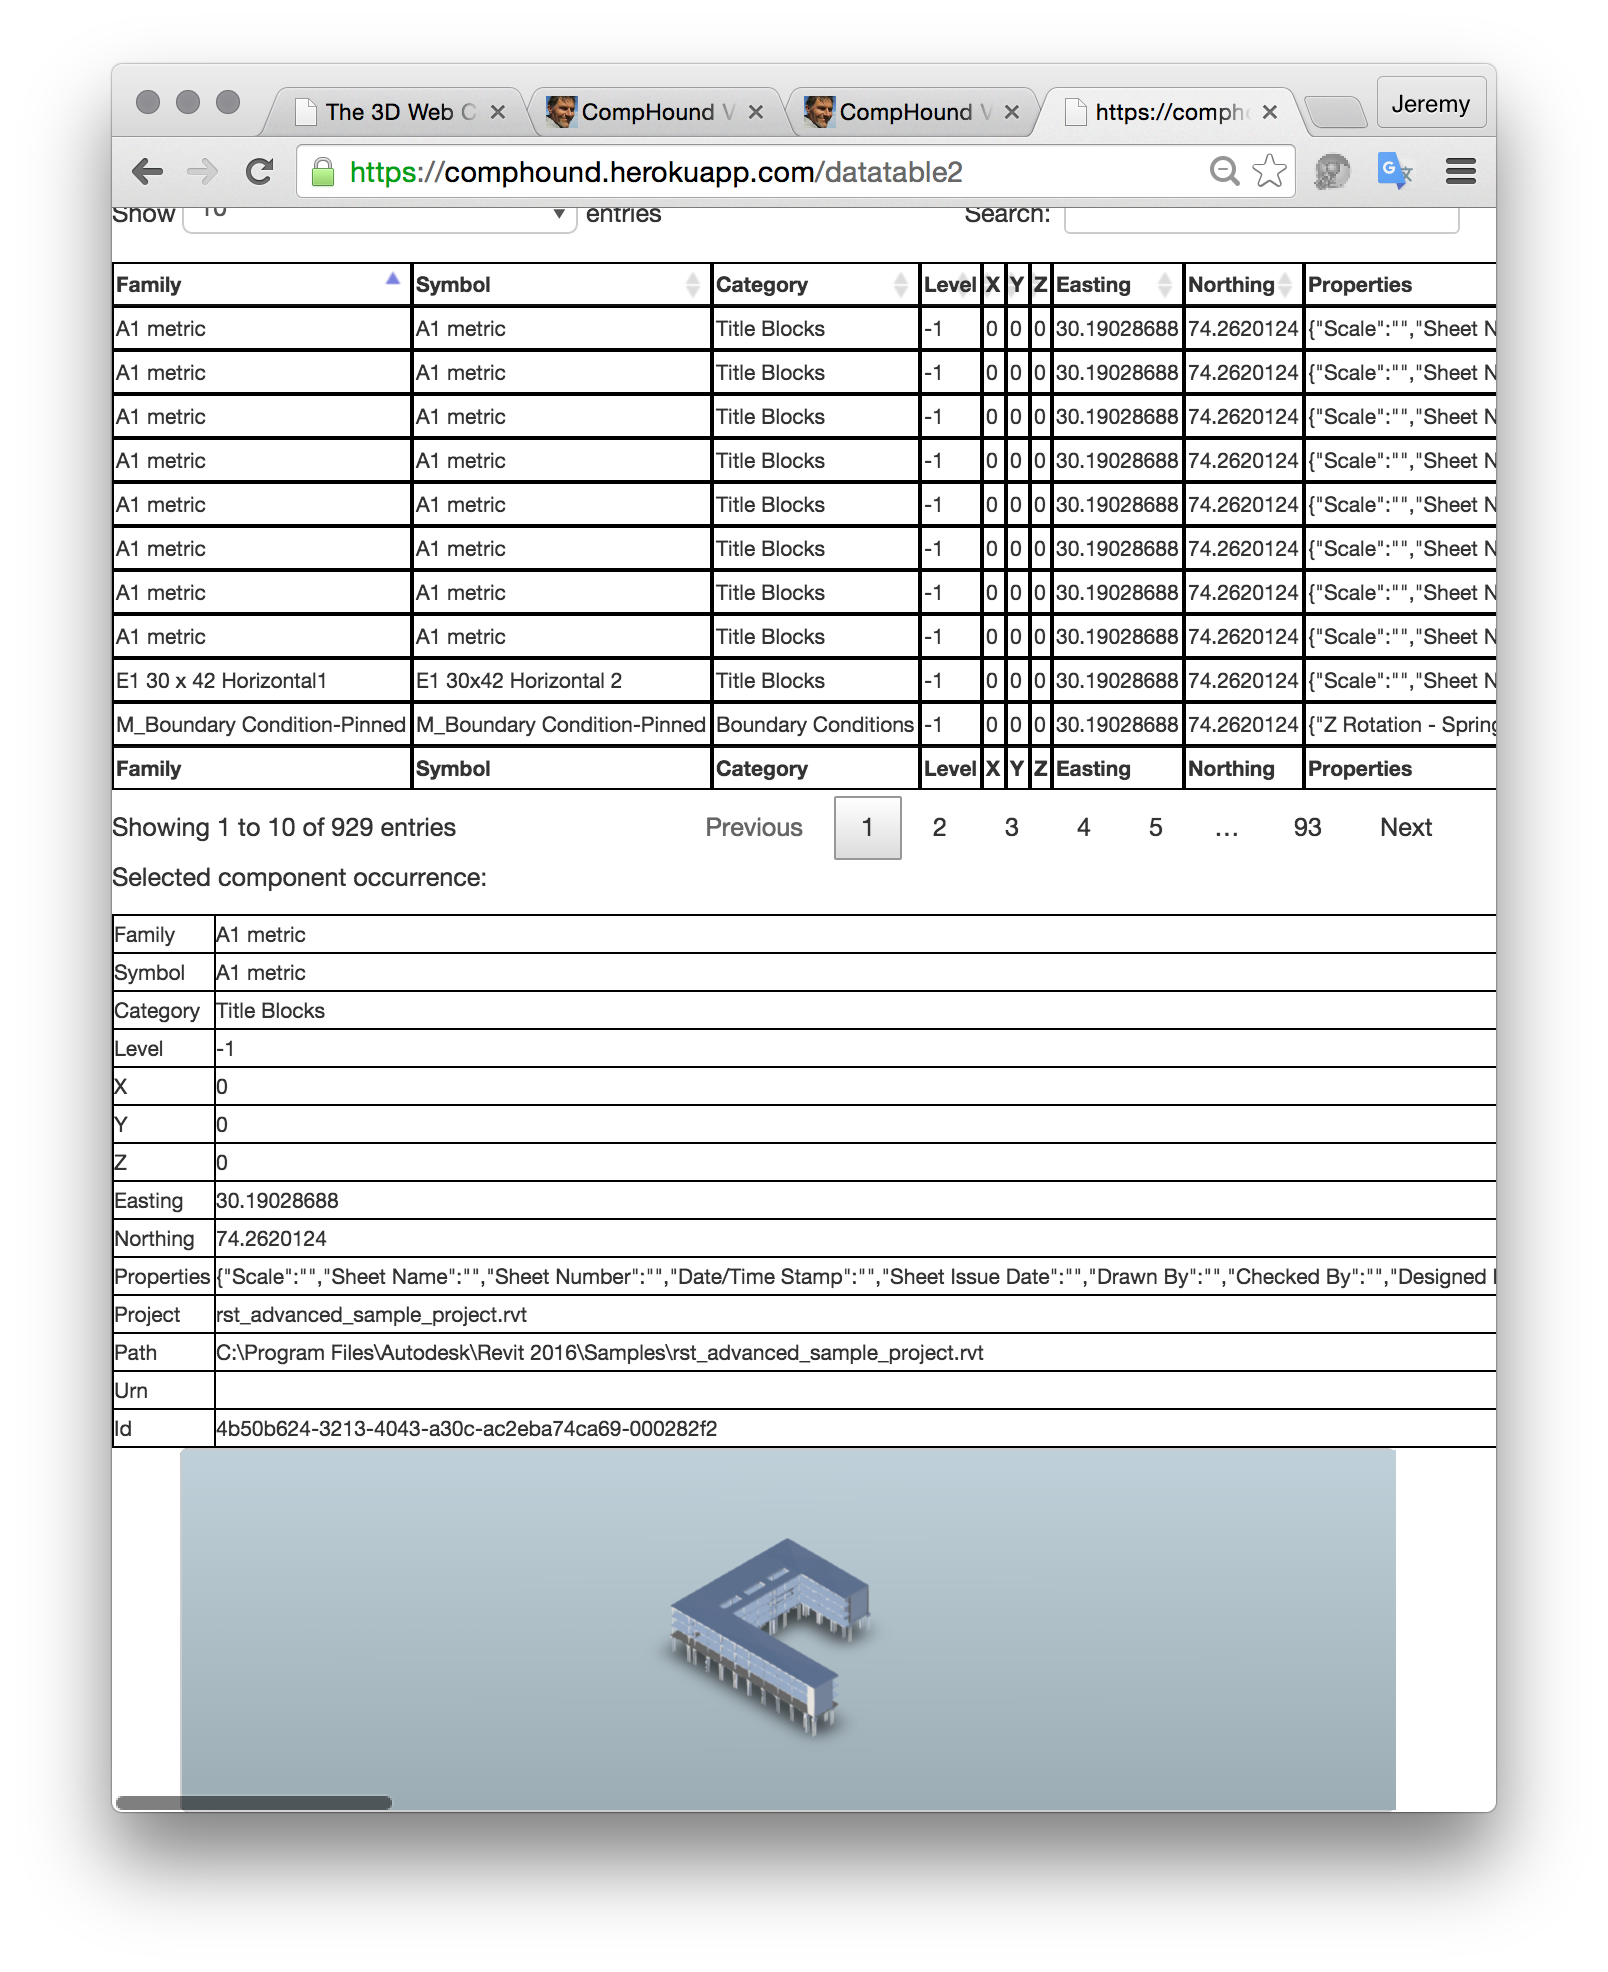 The 3D Web C CompHound V CompHound V https://comph Jeremy
https://comphound.herokuapp.com/datatable2
Show 10 entries Search:
Family Symbol Category Level X Y Z Easting Northing Properties
A1 metric A1 metric Title Blocks -1 0 0 0 30.19028688 74.2620124 {"Scale":"","Sheet N
A1 metric A1 metric Title Blocks -1 0 0 0 30.19028688 74.2620124 {"Scale":"","Sheet N
A1 metric A1 metric Title Blocks -1 0 0 0 30.19028688 74.2620124 {"Scale":"","Sheet N
A1 metric A1 metric Title Blocks -1 0 0 0 30.19028688 74.2620124 {"Scale":"","Sheet N
A1 metric A1 metric Title Blocks -1 0 0 0 30.19028688 74.2620124 {"Scale":"","Sheet N
A1 metric A1 metric Title Blocks -1 0 0 0 30.19028688 74.2620124 {"Scale":"","Sheet N
A1 metric A1 metric Title Blocks -1 0 0 0 30.19028688 74.2620124 {"Scale":"","Sheet N
A1 metric A1 metric Title Blocks -1 0 0 0 30.19028688 74.2620124 {"Scale":"","Sheet N
E1 30 x 42 Horizontal1 E1 30x42 Horizontal 2 Title Blocks -1 0 0 0 30.19028688 74.2620124 {"Scale":"","Sheet N
M_Boundary Condition-Pinned M_Boundary Condition-Pinned Boundary Conditions -1 0 0 0 30.19028688 74.2620124 {"Z Rotation - Spring
Family Symbol Category Level X Y Z Easting Northing Properties
Showing 1 to 10 of 929 entries Previous 1 2 3 4 5 … 93 Next
Selected component occurrence:
Family A1 metric
Symbol A1 metric
Category Title Blocks
Level -1
X 0
Y 0
Z 0
Easting 30.19028688
Northing 74.2620124
Properties {"Scale":"","Sheet Name":"","Sheet Number":"","Date/Time Stamp":"","Sheet Issue Date":"","Drawn By":"","Checked By":"","Designed
Project rst_advanced_sample_project.rvt
Path C:\Program Files\Autodesk\Revit 2016\Samples\rst_advanced_sample_project.rvt
Urn
Id 4b50b624-3213-4043-a30c-ac2eba74ca69-000282f2